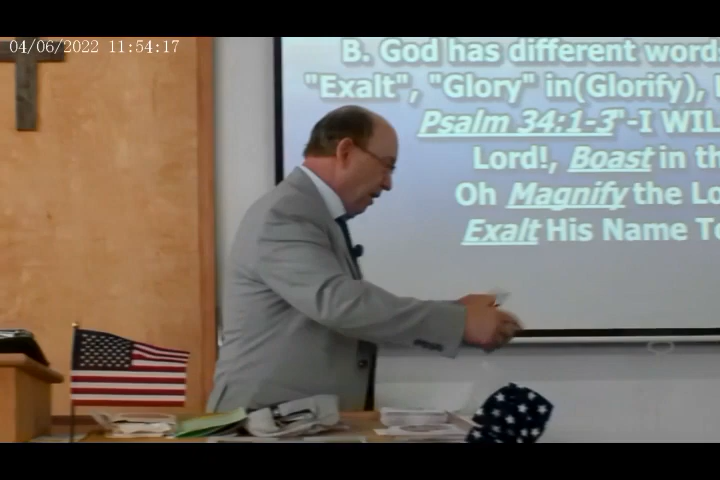 04/06/2022 11:54:17
B. God has different words
"Exalt", "Glory" in(Glorify),
Psalm 34:1-3"-I WIL
Lord!, Boast in th
Oh Magnify the Lo
Exalt His Name To